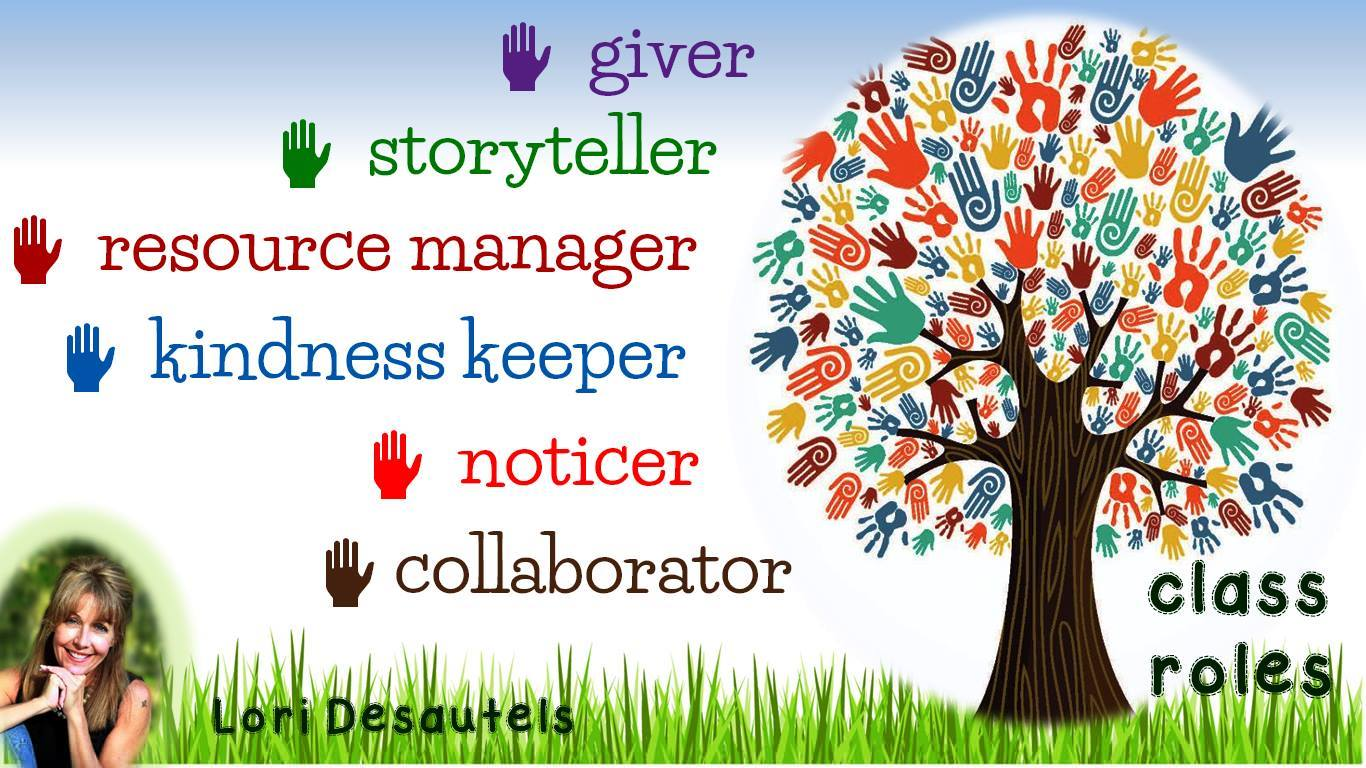 giver
storyteller
resource manager
kindness keeper
noticer
collaborator
class
roles
Lori Desautels